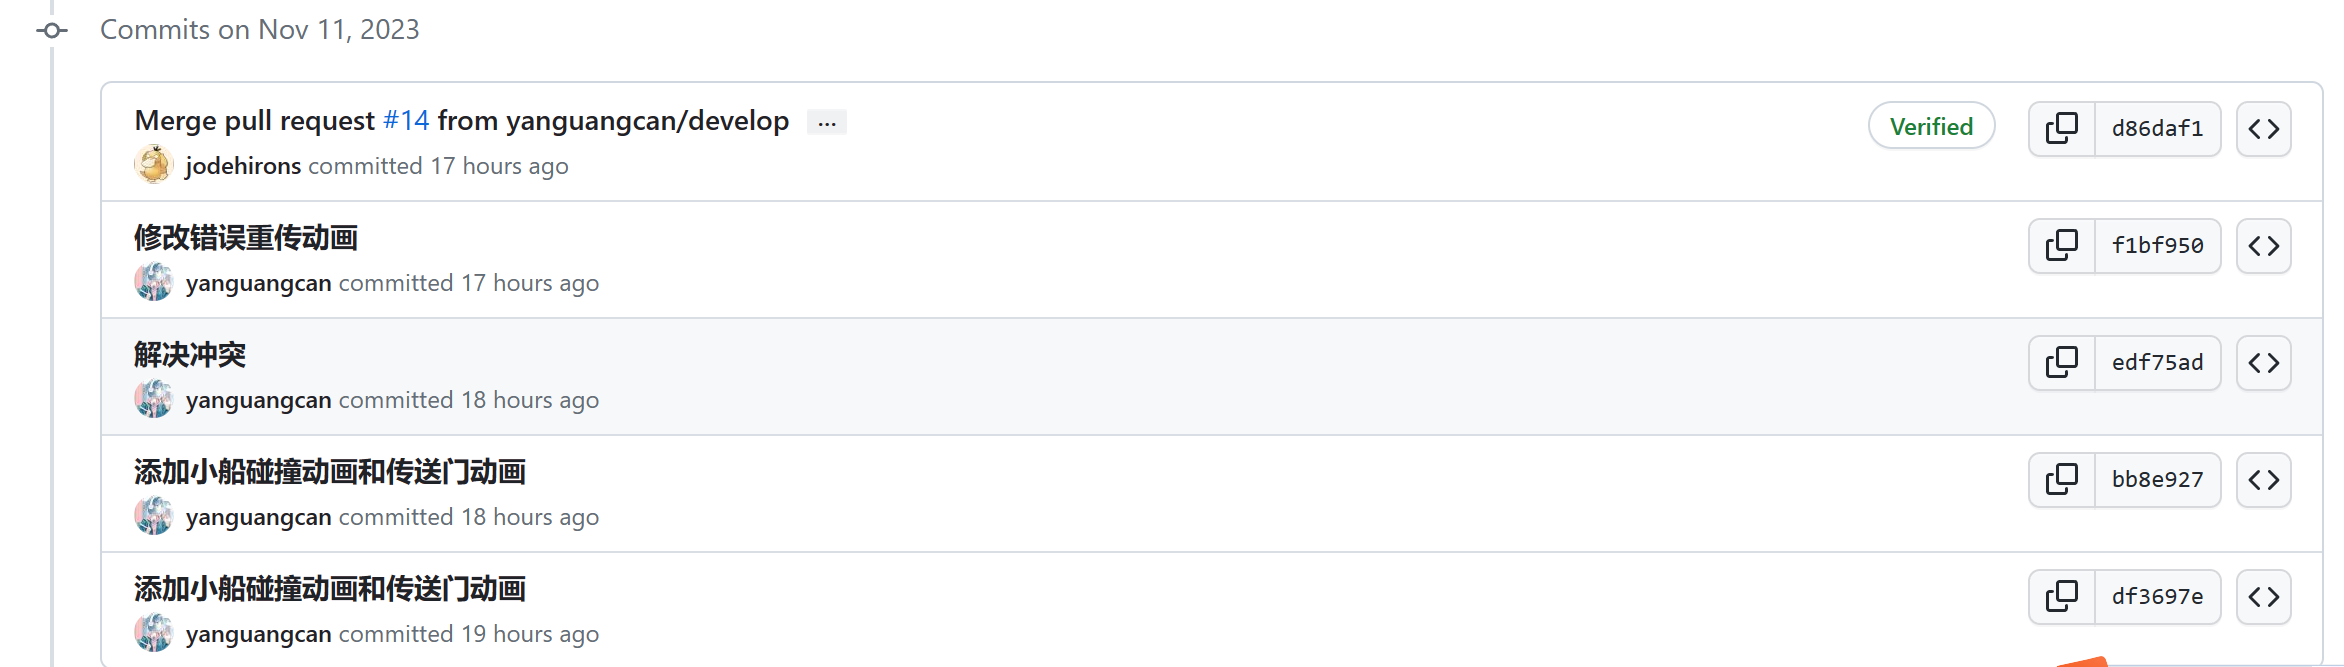 Commits on Nov 11, 2023
Merge pull request #14 from yanguangcan/develop ...
Verified
d86daf1
jodehirons committed 17 hours ago
修改错误重传动画
f1bf950
yanguangcan committed 17 hours ago
解决冲突
edf75ad
yanguangcan committed 18 hours ago
添加小船碰撞动画和传送门动画
bb8e927
yanguangcan committed 18 hours ago
添加小船碰撞动画和传送门动画
df3697e
yanguangcan committed 19 hours ago